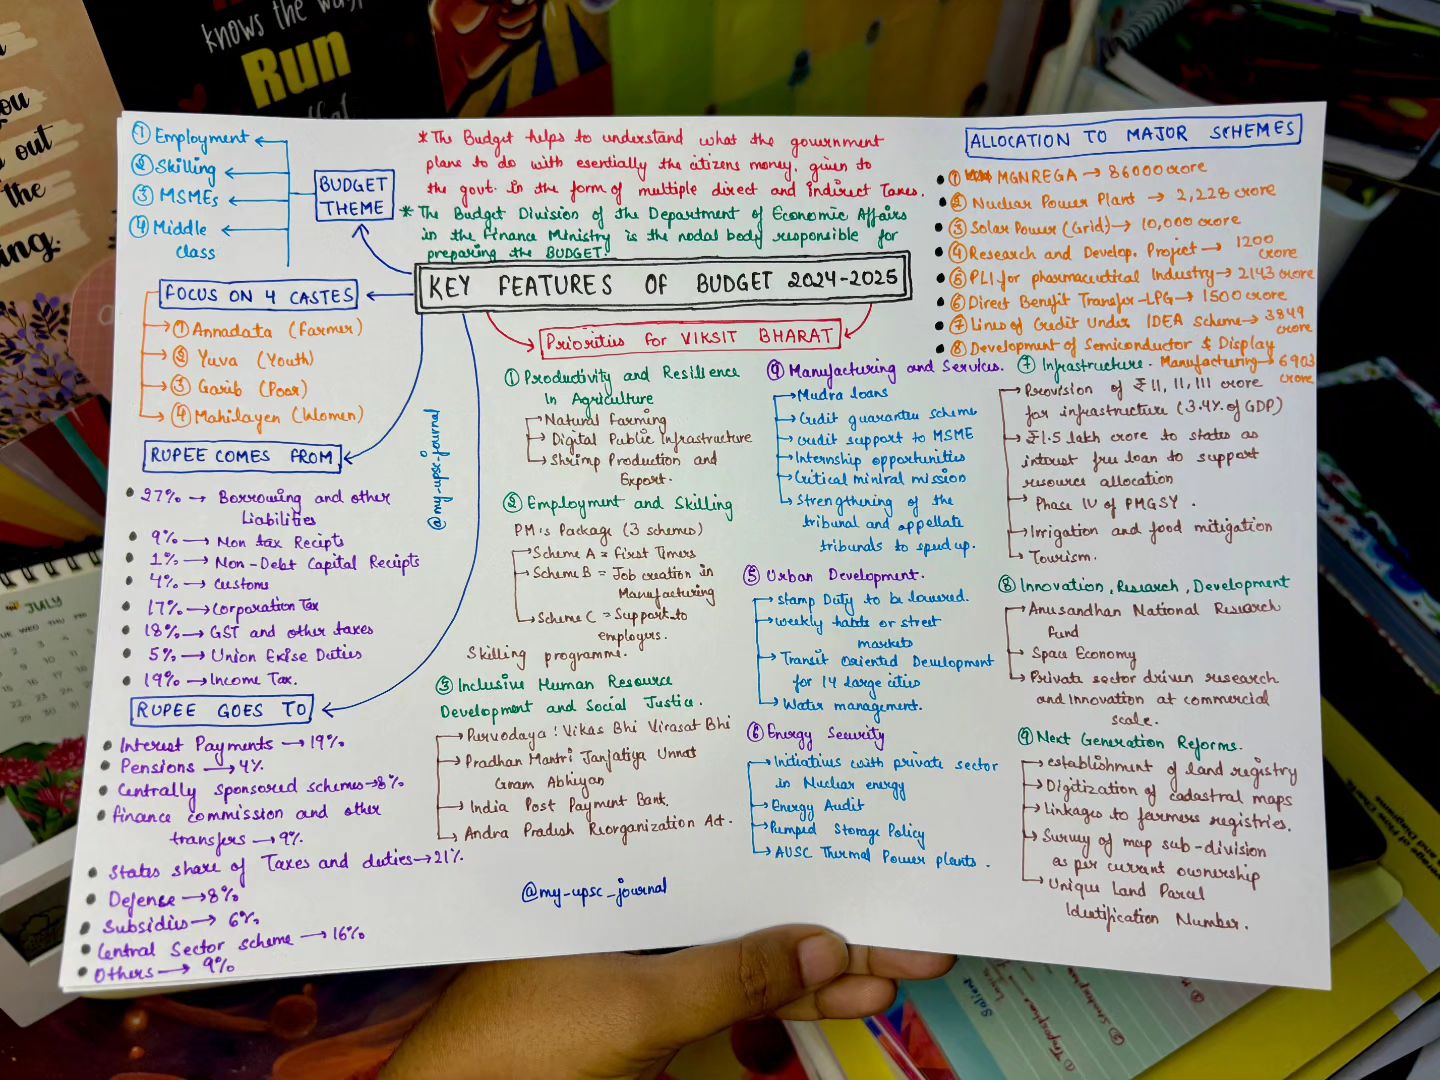 knows the way
Run
that
you
out
the
ing.
① Employment
② Skilling
③ MSMEs
④ Middle
class
BUDGET
THEME
* The Budget helps to understand what the government
plans to do with esentially the citizens money, given to
the govt. in the form of multiple direct and indirect Taxes.
* The Budget Division of the Department of Economic Affairs
in the Finance Ministry is the nodal body responsible for
preparing the BUDGET.
KEY FEATURES OF BUDGET 2024-2025
FOCUS ON 4 CASTES
① Annadata (Farmer)
② Yuva (Youth)
③ Garib (Poor)
④ Mahilayen (Women)
RUPEE COMES FROM
• 27% → Borrowing and other
Liabilities
• 9% → Non tax Recipts
• 1% → Non-Debt Capital Reciepts
• 4% → Customs
• 17% → Corporation Tax
• 18% → GST and other taxes
• 5% → Union Exise Duties
• 19% → Income Tax.
RUPEE GOES TO
• Interest Payments → 19%
• Pensions → 4%
• Centrally sponsored schemes → 8%
• Finance commission and other
transfers → 9%
• States share of Taxes and duties → 21%
• Defense → 8%
• Subsidies → 6%
• Central Sector scheme → 16%
• Others → 9%
@my-upsc-journal
Priorities for VIKSIT BHARAT
① Productivity and Resillence
In Agriculture
→ Natural Farming
→ Digital Public Infrastructure
→ Shrimp Production and
Export.
② Employment and Skilling
PM's Package (3 schemes)
→ Scheme A = First Timers
→ Scheme B = Job creation in
Manufacturing
→ Scheme C = Support to
employers.
Skilling programme.
③ Inclusive Human Resource
Development and Social Justice.
→ Purvodaya : Vikas Bhi Virasat Bhi
→ Pradhan Mantri Janjatiya Unnat
Gram Abhiyan
→ India Post Payment Bank.
→ Andra Pradesh Reorganization Act.
@my-upsc_journal
④ Manufacturing and Services.
→ Mudra loans
→ Credit guarantee scheme
→ credit support to MSME
→ Internship opportunities
→ Critical miniral mission
→ Strengthening of the
tribunal and appellate
tribunals to speed up.
⑤ Urban Development.
→ Stamp Duty to be lowered.
→ weekly habts or street
markets
→ Transit Oriented Development
for 14 large cities
→ Water management.
⑥ Energy Security
→ Initiatives with private sector
in Nuclear energy
→ Energy Audit
→ Pumped Storage Policy
→ AUSC Thermal Power plants.
ALLOCATION TO MAJOR SCHEMES
• ① MGNREGA → 86000 crore
• ② Nuclear Power Plant → 2,228 crore
• ③ Solar Power (Grid) → 10,000 crore
• ④ Research and Develop. Project → 1200
crore
• ⑤ PLI for pharmaceutical Industry → 2143 crore
• ⑥ Direct Benefit Transfer-LPG → 1500 crore
• ⑦ Lines of Credit Under IDEA Scheme → 3849
crore
• ⑧ Development of Semiconductor & Display
Manufacturing → 6903
crore
⑦ Infrastructure.
→ Provision of ₹ 11, 11, 111 crore
for infrastructure (3.4% of GDP)
→ ₹1.5 lakh crore to states as
interest free loan to support
resource allocation
→ Phase IV of PMGSY.
→ Irrigation and food mitigation
→ Tourism.
⑧ Innovation, Research, Development
→ Anusandhan National Research
Fund
→ Space Economy
→ Private sector driven research
and Innovation at commercial
scale.
⑨ Next Generation Reforms.
→ establishment of land registry
→ Digitization of cadastral maps
→ Linkages to farmers registries.
→ Survey of map sub-division
as per current ownership
→ Unique Land Parcel
Identification Number.
JULY
Salient